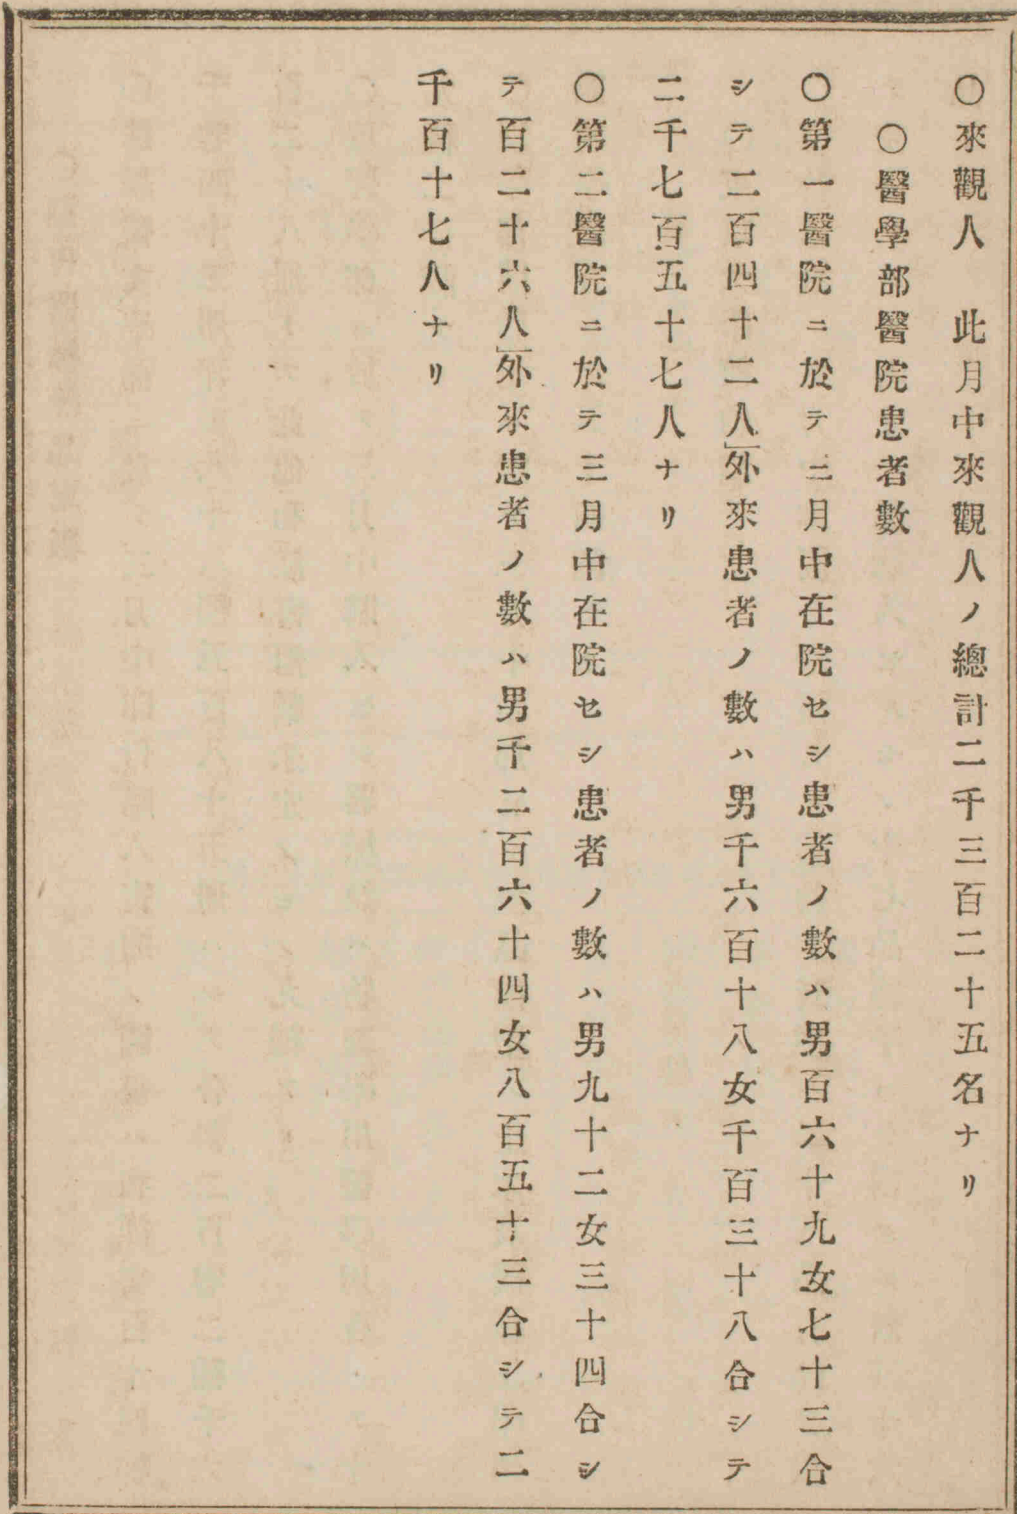 〇來觀人　此月中來觀人ノ總計二千三百二十五名ナリ
〇醫學部醫院患者數
〇第一醫院ニ於テ三月中在院セシ患者ノ數ハ男百六十九女七十三合
シテ二百四十二人」外來患者ノ數ハ男千六百十八女千百三十八合シテ
二千七百五十七人ナリ
〇第二醫院ニ於テ三月中在院セシ患者ノ數ハ男九十二女三十四合シ
テ百二十六人」外來患者ノ數ハ男千二百六十四女八百五十三合シテ二
千百十七人ナリ